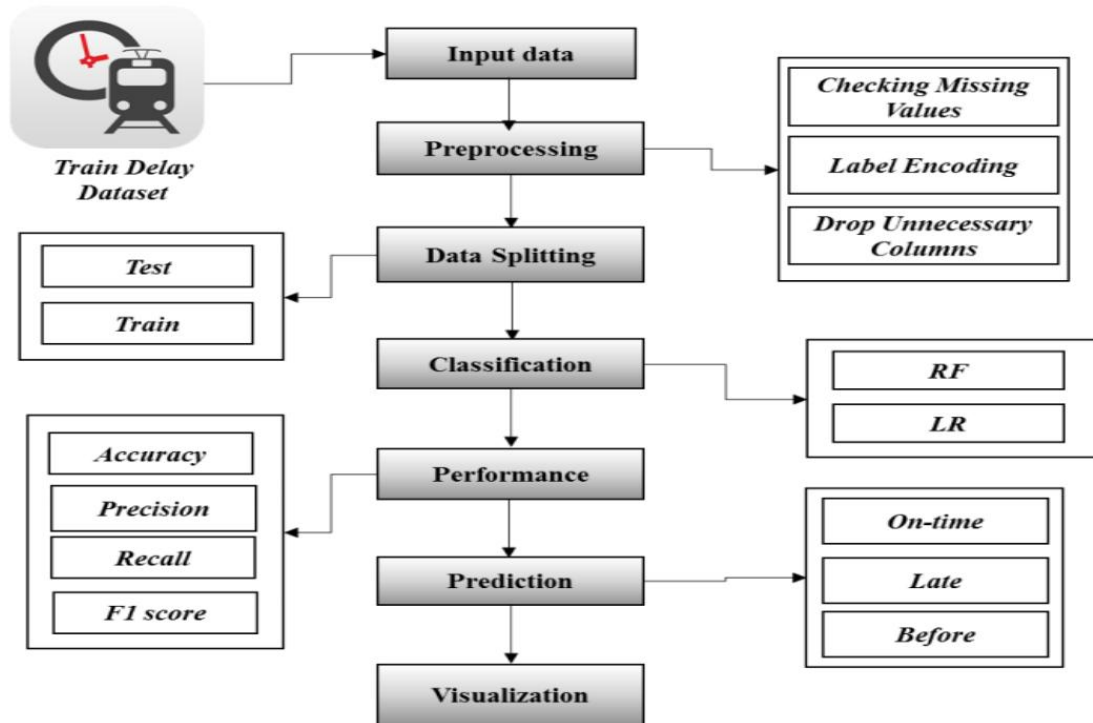 Input data
Train Delay
Dataset
Preprocessing
Checking Missing
Values
Label Encoding
Drop Unnecessary
Columns
Data Splitting
Test
Train
Classification
RF
LR
Performance
Accuracy
Precision
Recall
F1 score
Prediction
On-time
Late
Before
Visualization